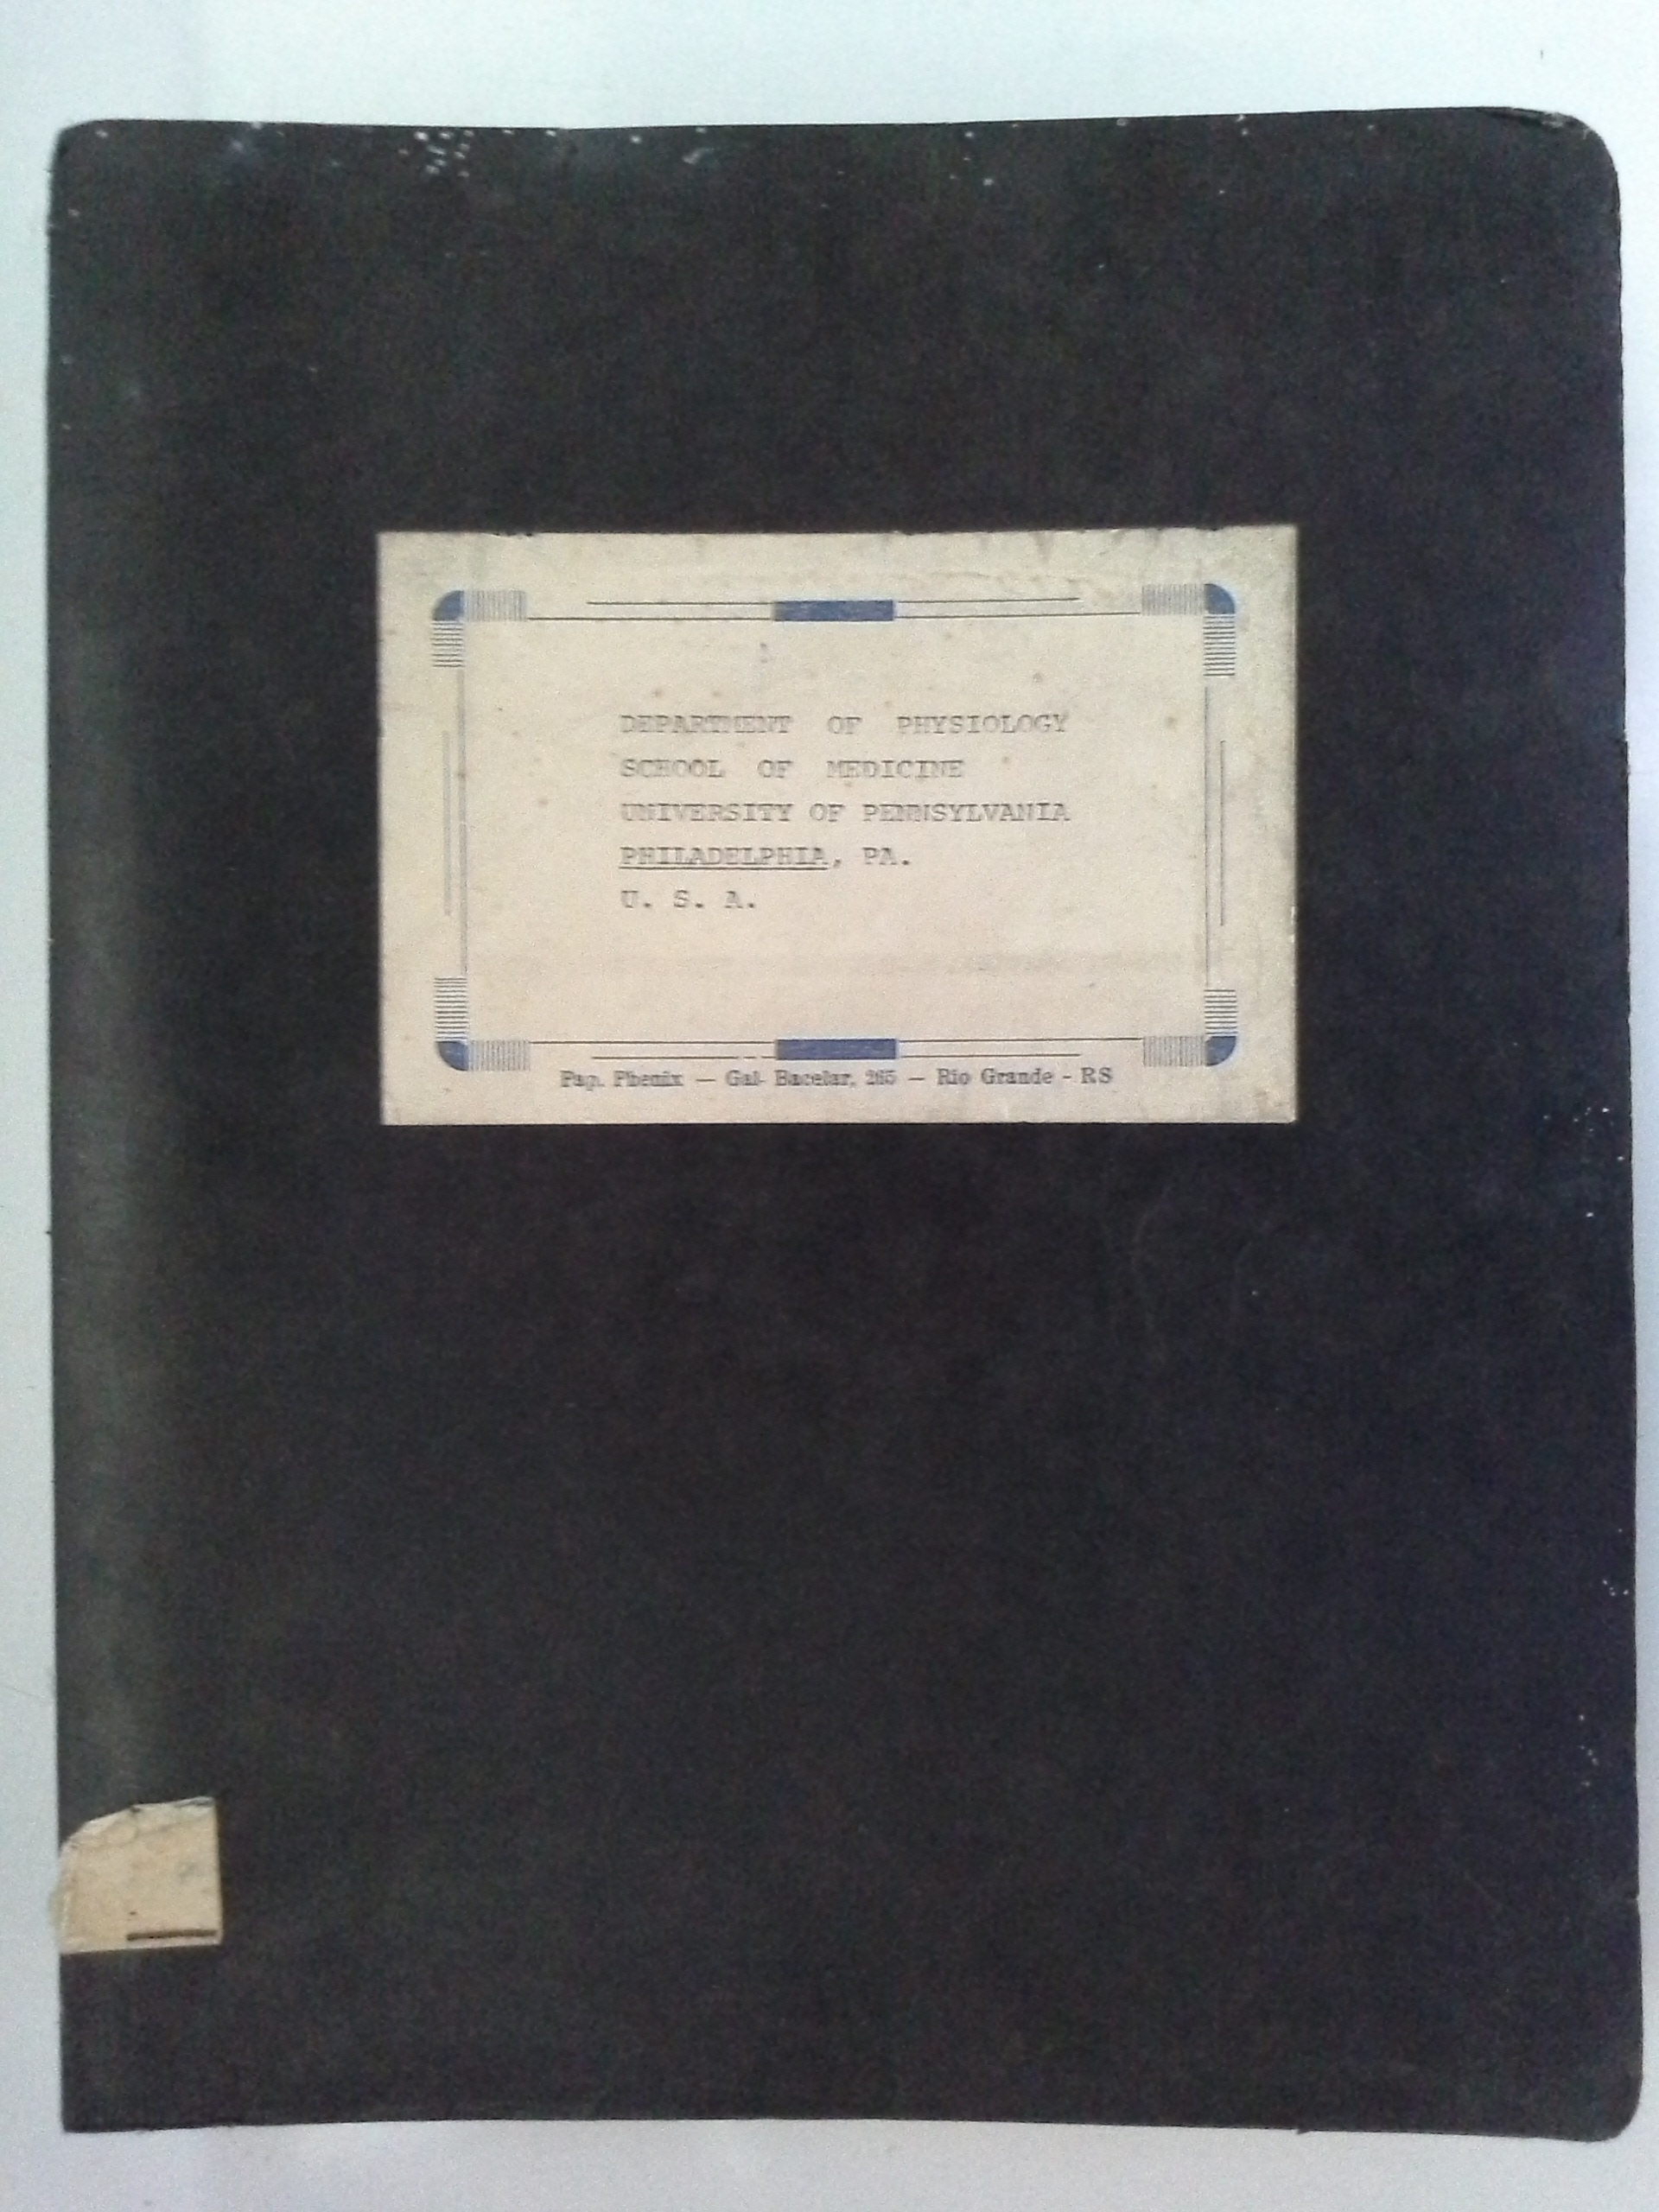 DEPARTMENT OF PHYSIOLOGY
SCHOOL OF MEDICINE
UNIVERSITY OF PENNSYLVANIA
PHILADELPHIA, PA.
U. S. A.
Pap. Phenix — Gal. Bacelar, 265 — Rio Grande - RS